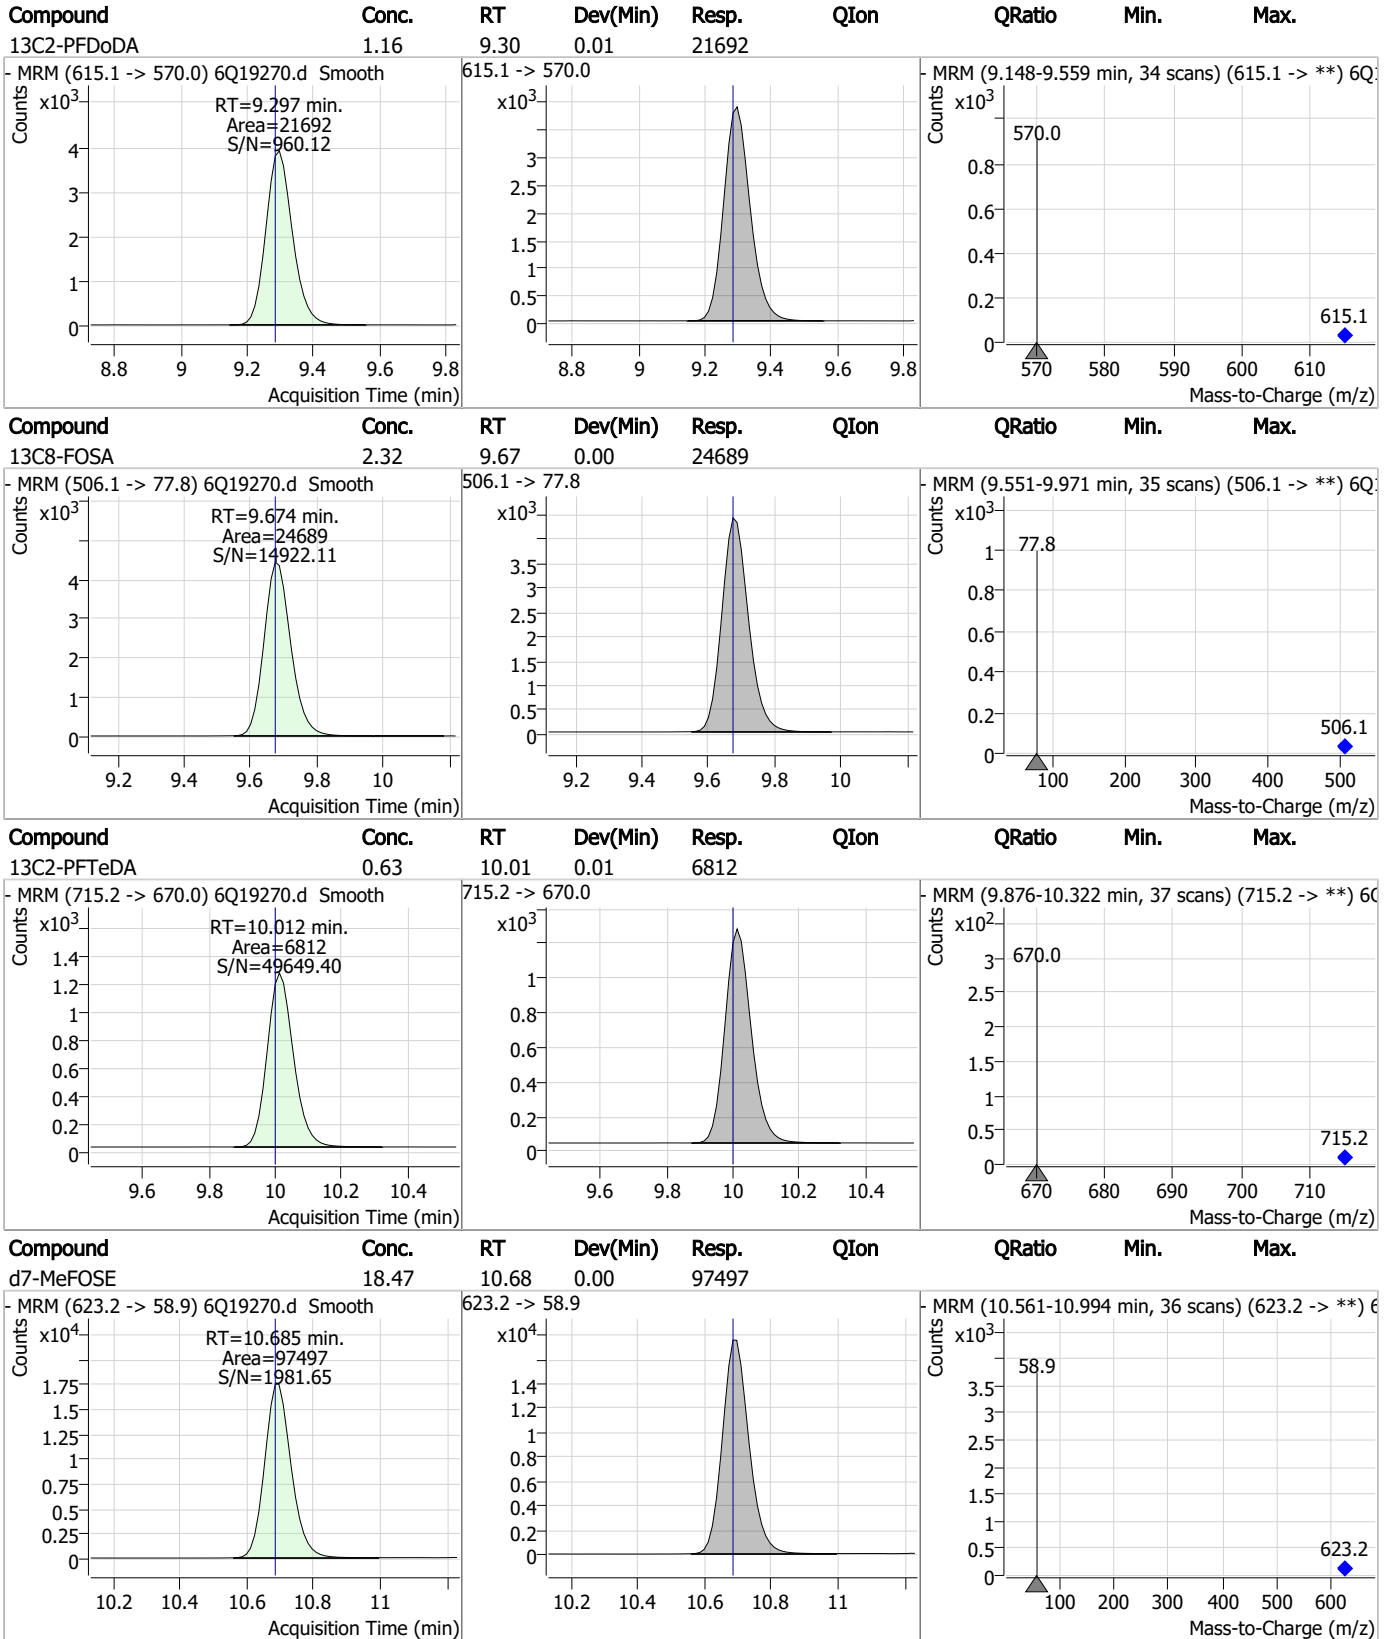 Compound Conc. RT Dev(Min) Resp. QIon QRatio Min. Max.
13C2-PFDoDA 1.16 9.30 0.01 21692
- MRM (615.1 -> 570.0) 6Q19270.d Smooth
Counts
x10³
RT=9.297 min.
Area=21692
S/N=960.12
4
3
2
1
0
8.8 9 9.2 9.4 9.6 9.8
Acquisition Time (min)
615.1 -> 570.0
x10³
3
2.5
2
1.5
1
0.5
0
8.8 9 9.2 9.4 9.6 9.8
- MRM (9.148-9.559 min, 34 scans) (615.1 -> **) 6Q
Counts
x10³
570.0
0.8
0.6
0.4
0.2
0
615.1
570 580 590 600 610
Mass-to-Charge (m/z)
Compound Conc. RT Dev(Min) Resp. QIon QRatio Min. Max.
13C8-FOSA 2.32 9.67 0.00 24689
- MRM (506.1 -> 77.8) 6Q19270.d Smooth
Counts
x10³
RT=9.674 min.
Area=24689
S/N=14922.11
4
3
2
1
0
9.2 9.4 9.6 9.8 10
Acquisition Time (min)
506.1 -> 77.8
x10³
3.5
3
2.5
2
1.5
1
0.5
0
9.2 9.4 9.6 9.8 10
- MRM (9.551-9.971 min, 35 scans) (506.1 -> **) 6Q
Counts
x10³
77.8
1
0.8
0.6
0.4
0.2
0
506.1
100 200 300 400 500
Mass-to-Charge (m/z)
Compound Conc. RT Dev(Min) Resp. QIon QRatio Min. Max.
13C2-PFTeDA 0.63 10.01 0.01 6812
- MRM (715.2 -> 670.0) 6Q19270.d Smooth
Counts
x10³
RT=10.012 min.
Area=6812
S/N=49649.40
1.4
1.2
1
0.8
0.6
0.4
0.2
0
9.6 9.8 10 10.2 10.4
Acquisition Time (min)
715.2 -> 670.0
x10³
1
0.8
0.6
0.4
0.2
0
9.6 9.8 10 10.2 10.4
- MRM (9.876-10.322 min, 37 scans) (715.2 -> **) 6Q
Counts
x10²
670.0
3
2.5
2
1.5
1
0.5
0
715.2
670 680 690 700 710
Mass-to-Charge (m/z)
Compound Conc. RT Dev(Min) Resp. QIon QRatio Min. Max.
d7-MeFOSE 18.47 10.68 0.00 97497
- MRM (623.2 -> 58.9) 6Q19270.d Smooth
Counts
x10⁴
RT=10.685 min.
Area=97497
S/N=1981.65
1.75
1.5
1.25
1
0.75
0.5
0.25
0
10.2 10.4 10.6 10.8 11
Acquisition Time (min)
623.2 -> 58.9
x10⁴
1.4
1.2
1
0.8
0.6
0.4
0.2
0
10.2 10.4 10.6 10.8 11
- MRM (10.561-10.994 min, 36 scans) (623.2 -> **) 6
Counts
x10³
58.9
3.5
3
2.5
2
1.5
1
0.5
0
623.2
100 200 300 400 500 600
Mass-to-Charge (m/z)